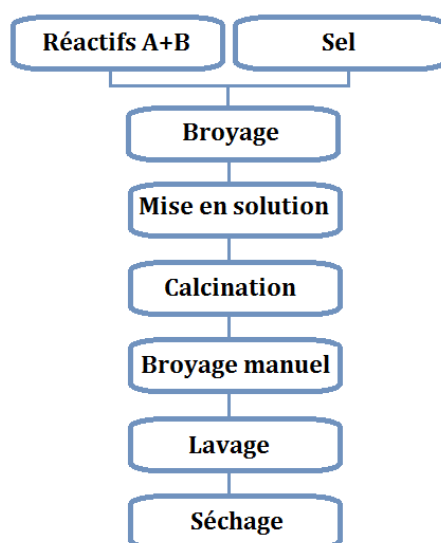 Réactifs A+B
Sel
Broyage
Mise en solution
Calcination
Broyage manuel
Lavage
Séchage